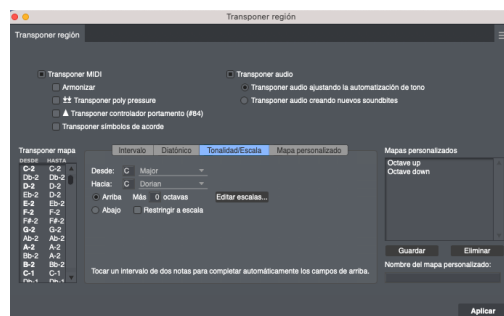 Transponer región
Transponer región
Transponer MIDI
Armonizar
Transponer poly pressure
Transponer controlador portamento (#84)
Transponer símbolos de acorde
Transponer audio
Transponer audio ajustando la automatización de tono
Transponer audio creando nuevos soundbites
Transponer mapa
DESDE HASTA
C-2 C-2
Db-2 Db-2
D-2 D-2
Eb-2 D-2
E-2 Eb-2
F-2 F-2
F#-2 F#-2
G-2 G-2
Ab-2 Ab-2
A-2 A-2
Bb-2 A-2
B-2 Bb-2
C-1 C-1
Db-1 Db-1
Intervalo Diatónico Tonalidad/Escala Mapa personalizado
Desde: C Major
Hacia: C Dorian
Arriba Más 0 octavas Editar escalas...
Abajo Restringir a escala
Tocar un intervalo de dos notas para completar automáticamente los campos de arriba.
Mapas personalizados
Octave up
Octave down
Guardar Eliminar
Nombre del mapa personalizado:
Aplicar